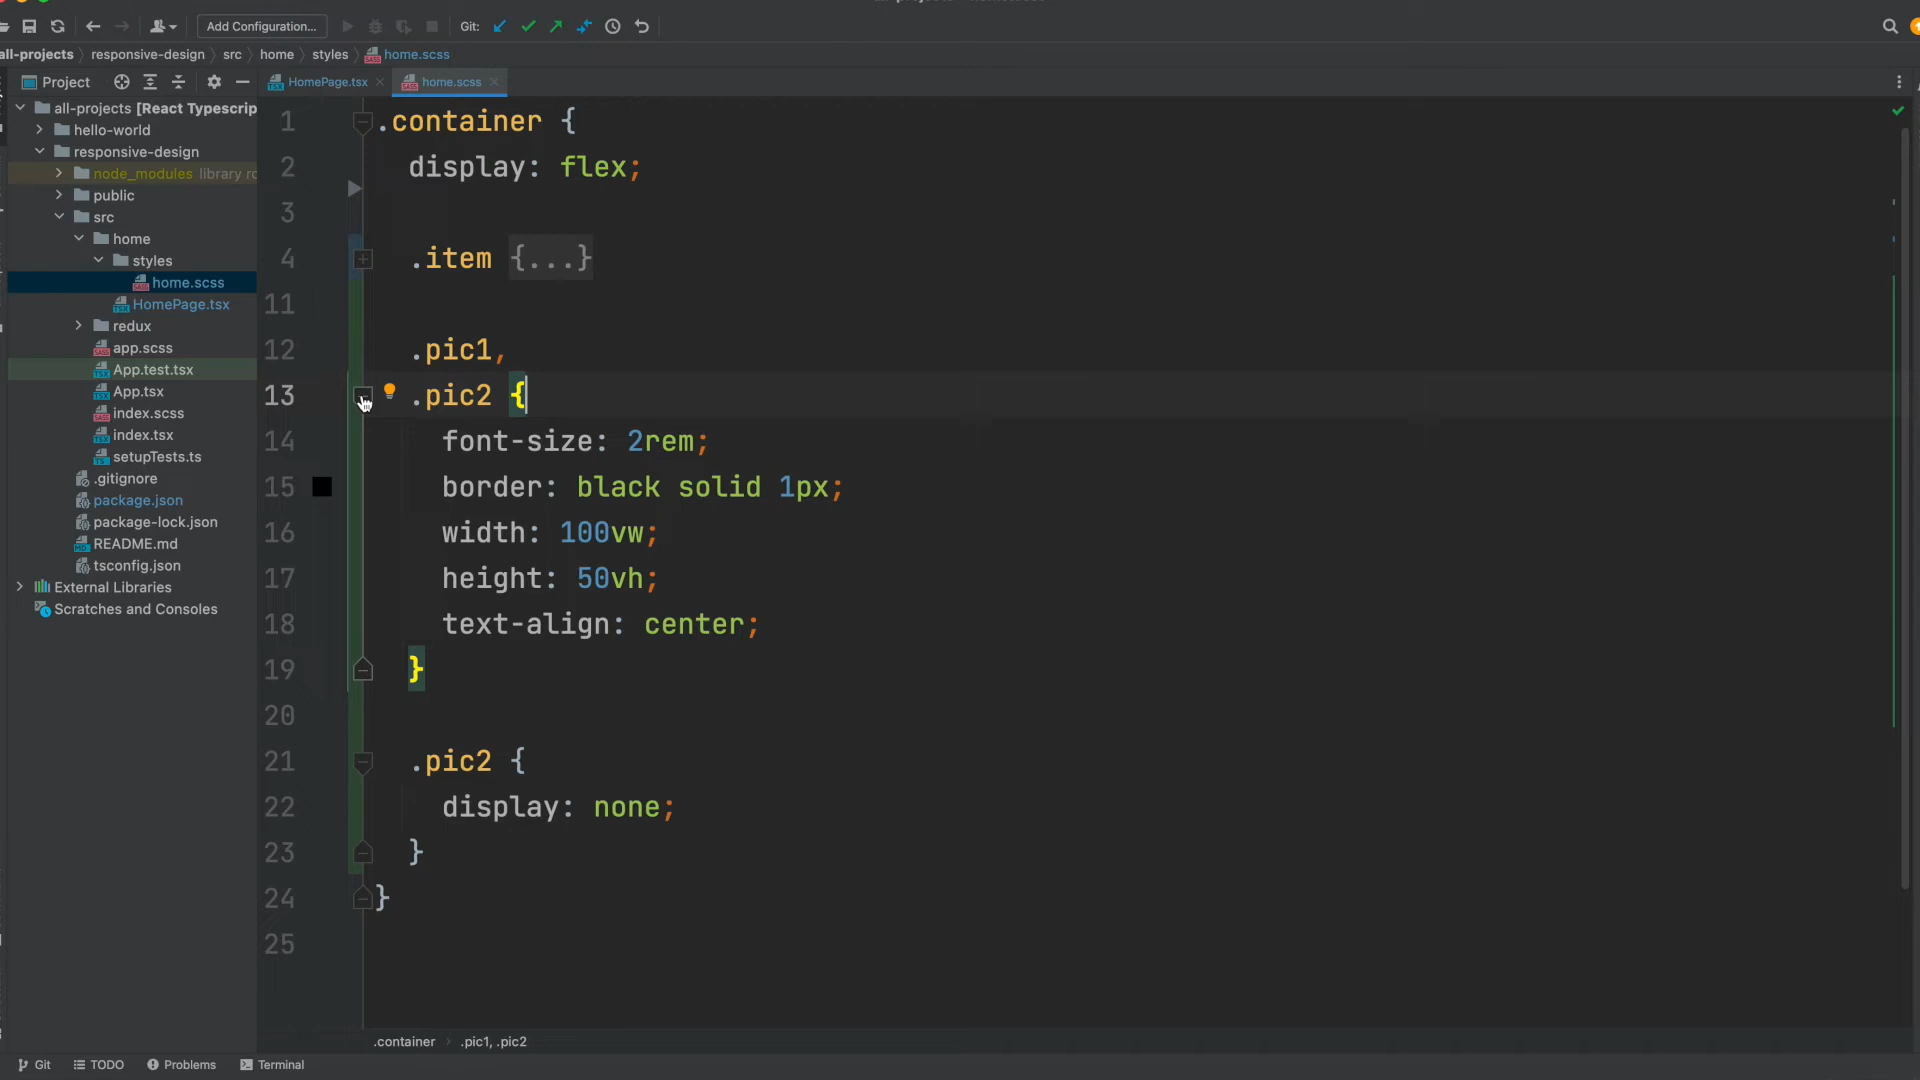 Add Configuration...
Git:
all-projects
responsive-design
src
home
styles
home.scss
Project
HomePage.tsx
home.scss
all-projects [React Typescrip
hello-world
responsive-design
node_modules library ro
public
src
home
styles
home.scss
HomePage.tsx
redux
app.scss
App.test.tsx
App.tsx
index.scss
index.tsx
setupTests.ts
.gitignore
package.json
package-lock.json
README.md
tsconfig.json
External Libraries
Scratches and Consoles
1 .container {
2 display: flex;
3
4 .item {...}
11
12 .pic1,
13 .pic2 {
14 font-size: 2rem;
15 border: black solid 1px;
16 width: 100vw;
17 height: 50vh;
18 text-align: center;
19 }
20
21 .pic2 {
22 display: none;
23 }
24 }
25
.container
.pic1, .pic2
Git
TODO
Problems
Terminal